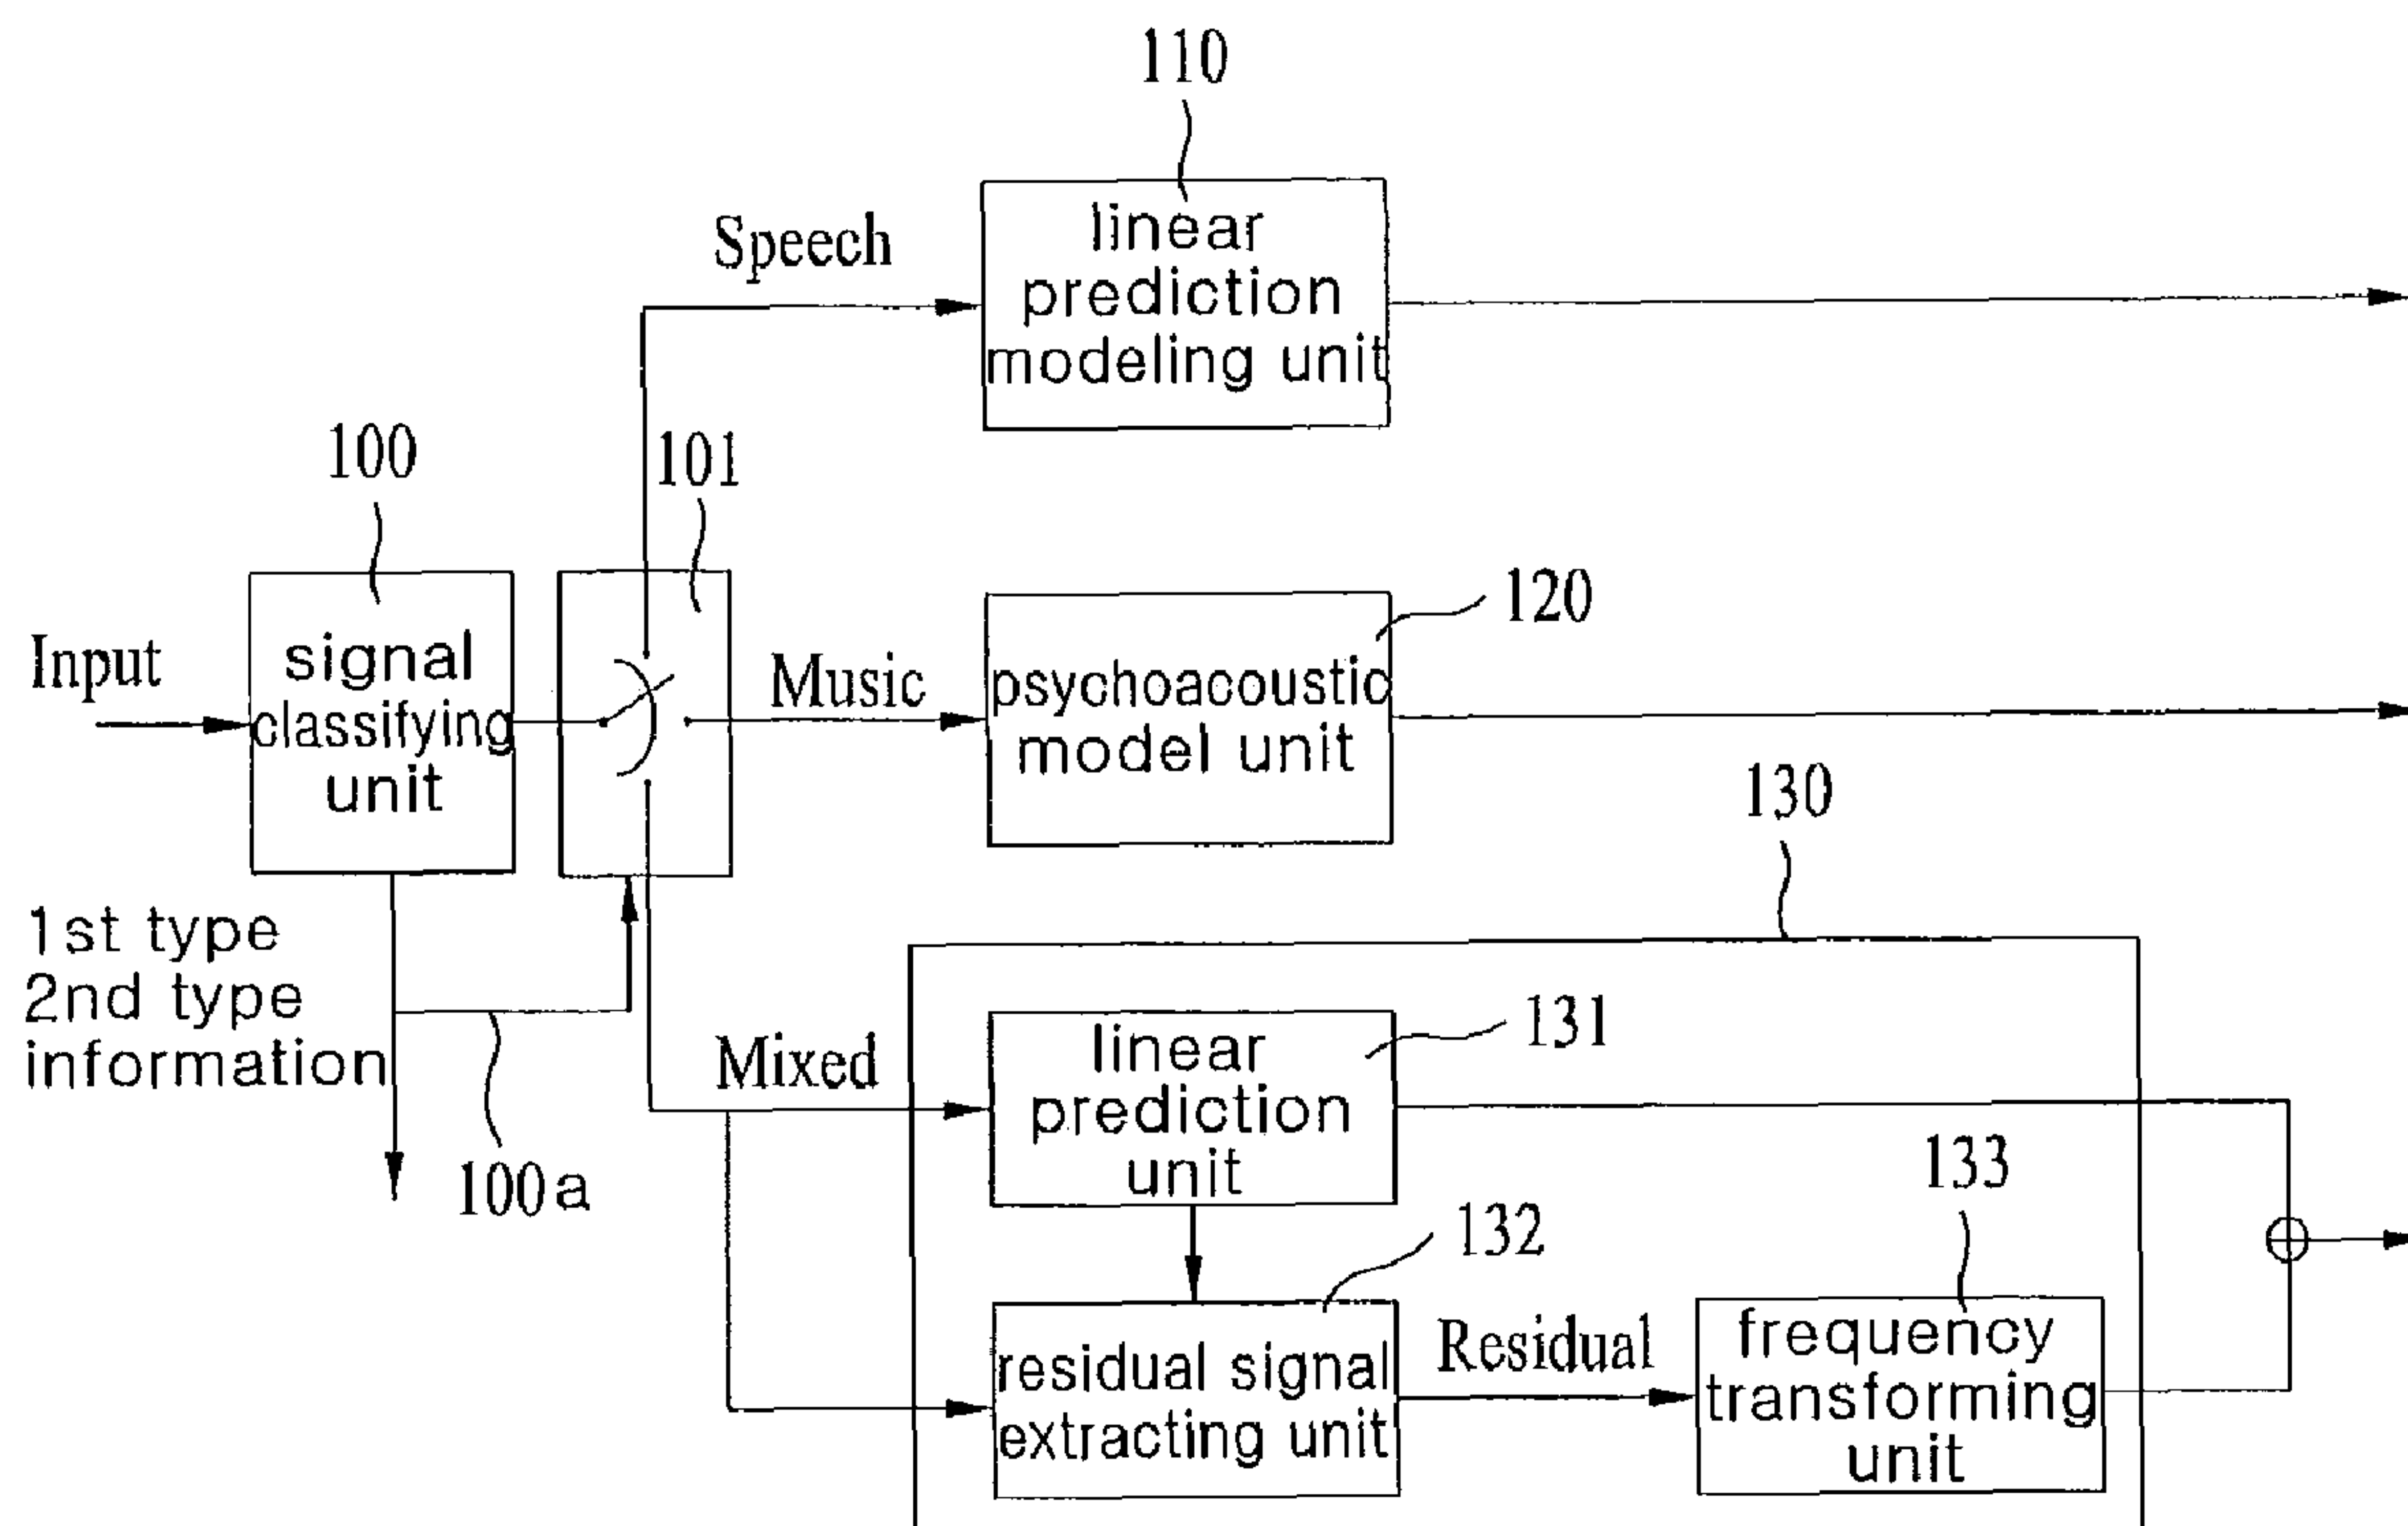 110
linear
prediction
modeling unit
Speech
100
101
Input
signal
classifying
unit
Music
120
psychoacoustic
model unit
130
1st type
2nd type
information
100a
Mixed
131
linear
prediction
unit
133
132
residual signal
extracting unit
Residual
frequency
transforming
unit